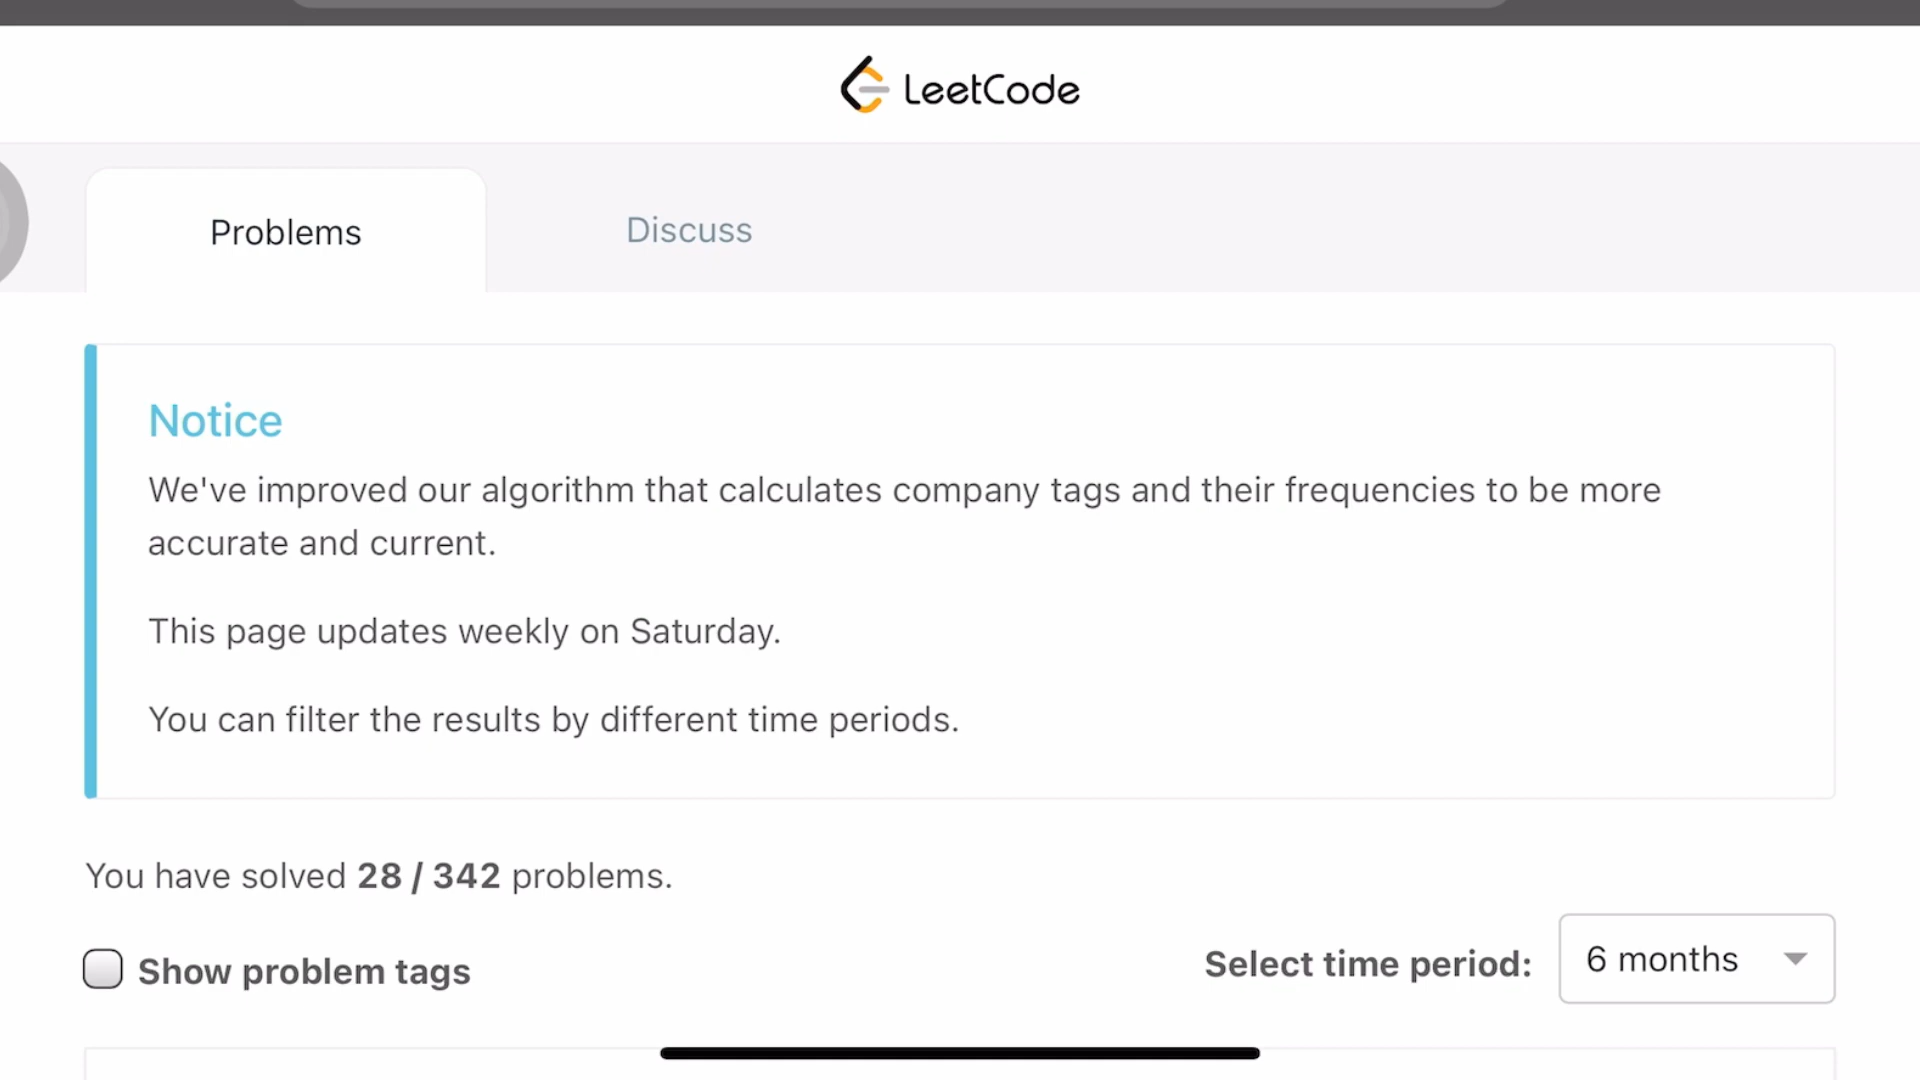 LeetCode
Problems
Discuss
Notice
We've improved our algorithm that calculates company tags and their frequencies to be more
accurate and current.
This page updates weekly on Saturday.
You can filter the results by different time periods.
You have solved 28 / 342 problems.
Show problem tags
Select time period:
6 months